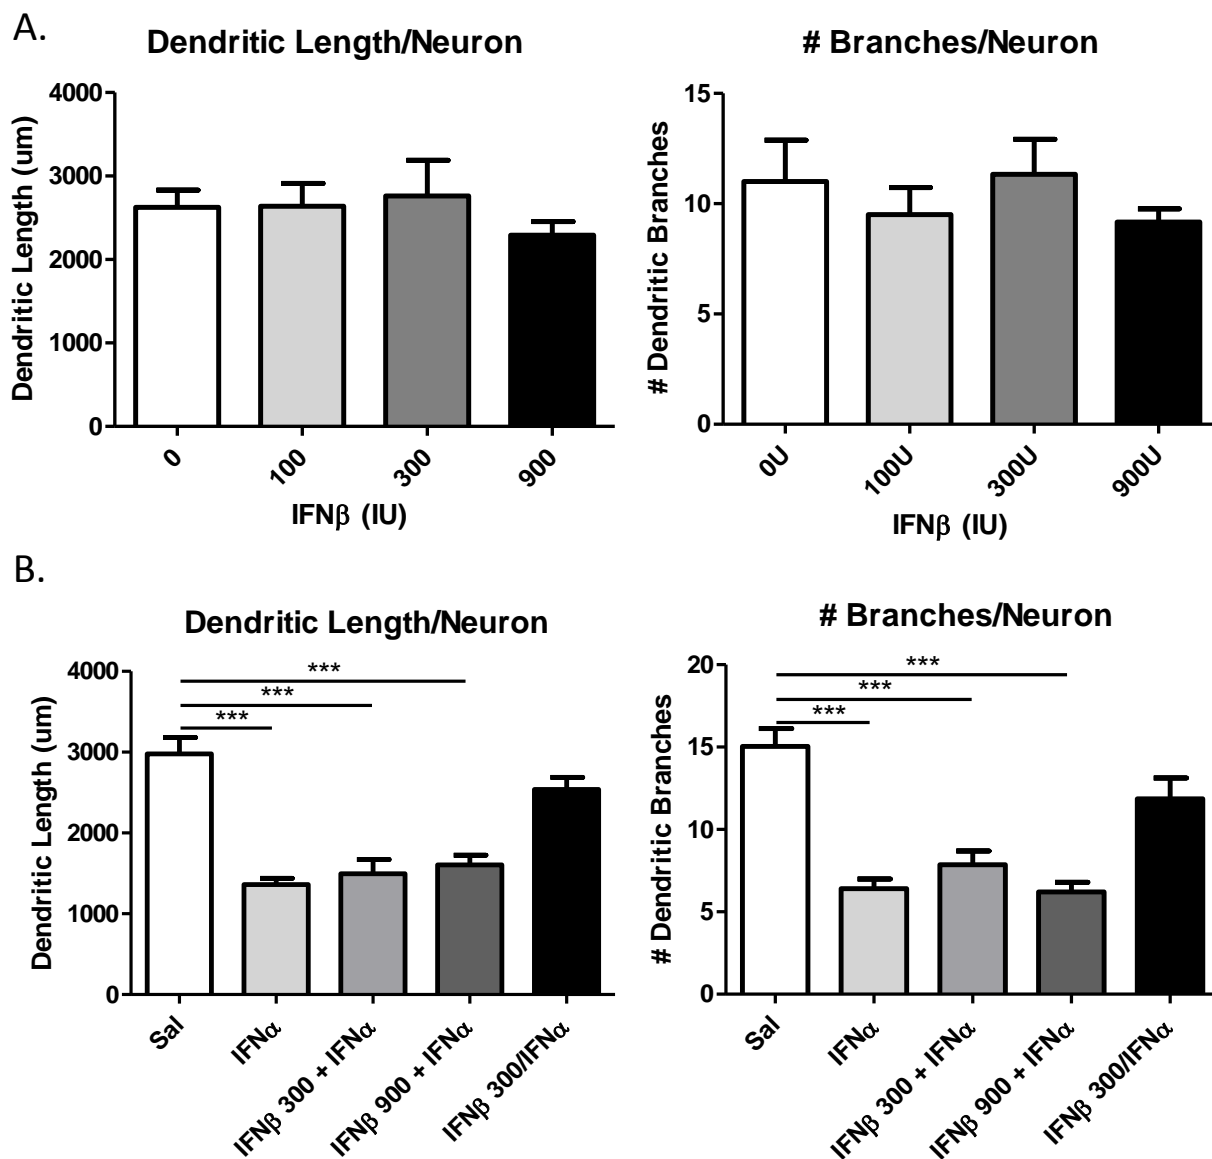 A.
Dendritic Length/Neuron
Dendritic Length (um)
4000
3000
2000
1000
0
0
100
300
900
IFNβ (IU)
# Branches/Neuron
# Dendritic Branches
15
10
5
0
0U
100U
300U
900U
IFNβ (IU)
B.
Dendritic Length/Neuron
Dendritic Length (um)
4000
3000
2000
1000
0
***
***
***
Sal
IFNα
IFNβ 300 + IFNα
IFNβ 900 + IFNα
IFNβ 300/IFNα
# Branches/Neuron
# Dendritic Branches
20
15
10
5
0
***
***
***
Sal
IFNα
IFNβ 300 + IFNα
IFNβ 900 + IFNα
IFNβ 300/IFNα